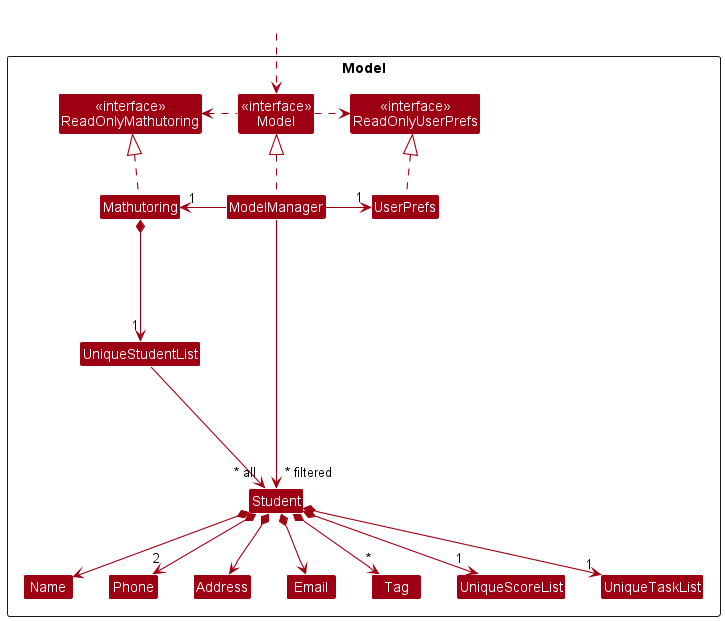 Model
«interface»
ReadOnlyMathutoring
«interface»
Model
«interface»
ReadOnlyUserPrefs
Mathutoring
1
ModelManager
1
UserPrefs
1
UniqueStudentList
* all
* filtered
Student
2
*
1
1
Name
Phone
Address
Email
Tag
UniqueScoreList
UniqueTaskList